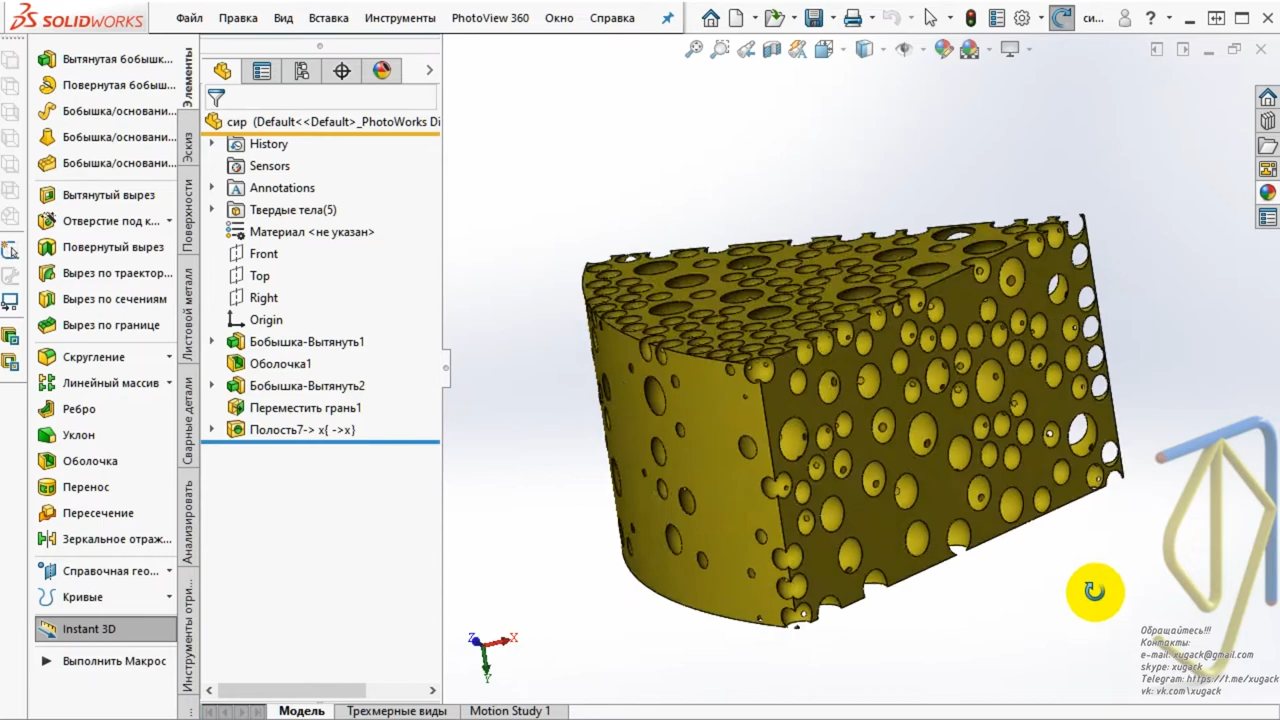 SOLIDWORKS
Файл
Правка
Вид
Вставка
Инструменты
PhotoView 360
Окно
Справка
си...
?
Вытянутая бобышк...
Повернутая бобыш...
Бобышка/основани...
Бобышка/основани...
Бобышка/основани...
Вытянутый вырез
Отверстие под к...
Повернутый вырез
Вырез по траектор...
Вырез по сечениям
Вырез по границе
Скругление
Линейный массив
Ребро
Уклон
Оболочка
Перенос
Пересечение
Зеркальное отраж...
Справочная гео...
Кривые
Instant 3D
Выполнить Макрос
Элементы
Эскиз
Поверхности
Листовой металл
Сварные детали
Анализировать
Инструменты отри...
сир (Default<<Default>_PhotoWorks Di
History
Sensors
Annotations
Твердые тела(5)
Материал <не указан>
Front
Top
Right
Origin
Бобышка-Вытянуть1
Оболочка1
Бобышка-Вытянуть2
Переместить грань1
Полость7-> x{ ->x}
Z
X
Y
Обращайтесь!!!
Контакты:
e-mail: xugack@gmail.com
skype: xugack
Telegram: https://t.me/xugack
vk: vk.com\xugack
Модель
Трехмерные виды
Motion Study 1